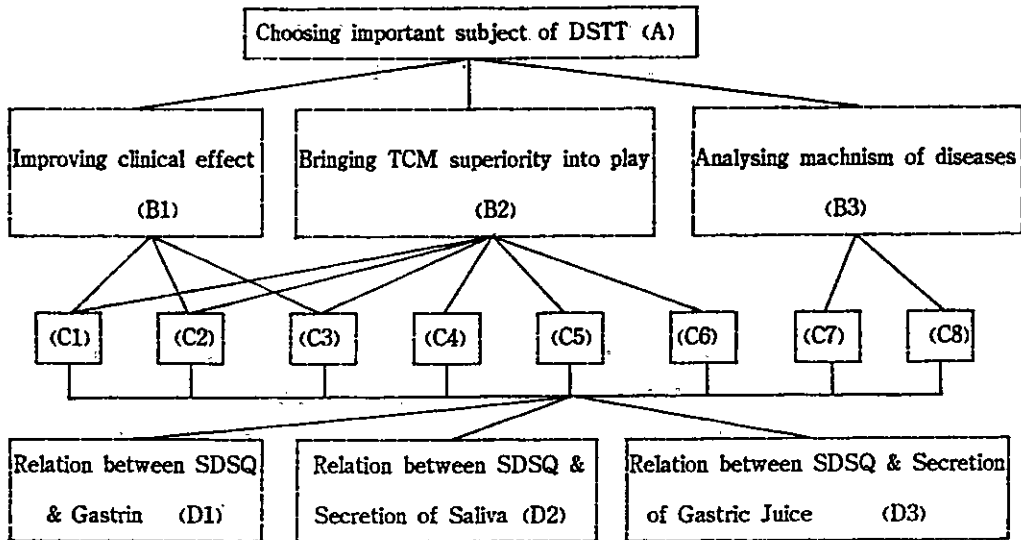 Choosing important subject of DSTT (A)
Improving clinical effect
(B1)
Bringing TCM superiority into play
(B2)
Analysing machnism of diseases
(B3)
(C1) (C2) (C3) (C4) (C5) (C6) (C7) (C8)
Relation between SDSQ
& Gastrin (D1)
Relation between SDSQ &
Secretion of Saliva (D2)
Relation between SDSQ & Secretion
of Gastric Juice (D3)